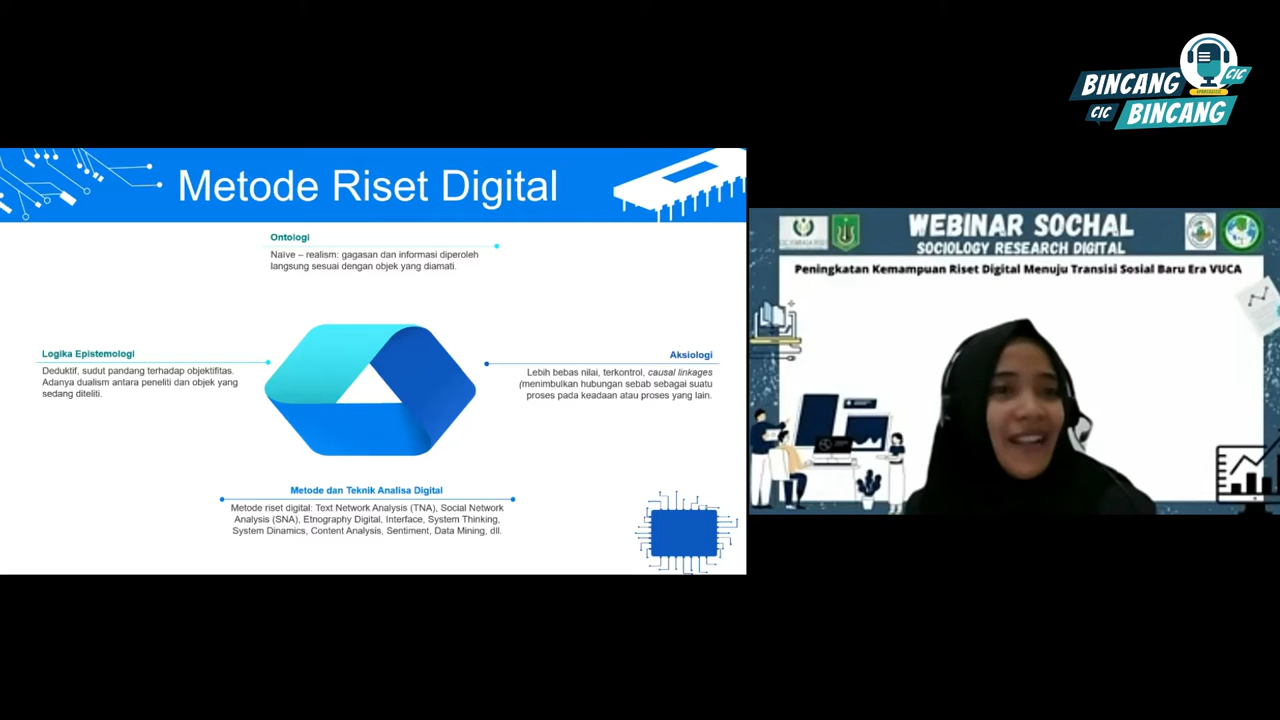 BINCANG
CIC
CIC
BINCANG
Metode Riset Digital
Ontologi
Naïve – realism: gagasan dan informasi diperoleh
langsung sesuai dengan objek yang diamati.
Logika Epistemologi
Deduktif, sudut pandang terhadap objektifitas.
Adanya dualism antara peneliti dan objek yang
sedang diteliti.
Aksiologi
Lebih bebas nilai, terkontrol, causal linkages
(menimbulkan hubungan sebab sebagai suatu
proses pada keadaan atau proses yang lain.
Metode dan Teknik Analisa Digital
Metode riset digital: Text Network Analysis (TNA), Social Network
Analysis (SNA), Etnography Digital, Interface, System Thinking,
System Dinamics, Content Analysis, Sentiment, Data Mining, dll.
WEBINAR SOCHAL
SOCIOLOGY RESEARCH DIGITAL
Peningkatan Kemampuan Riset Digital Menuju Transisi Sosial Baru Era VUCA